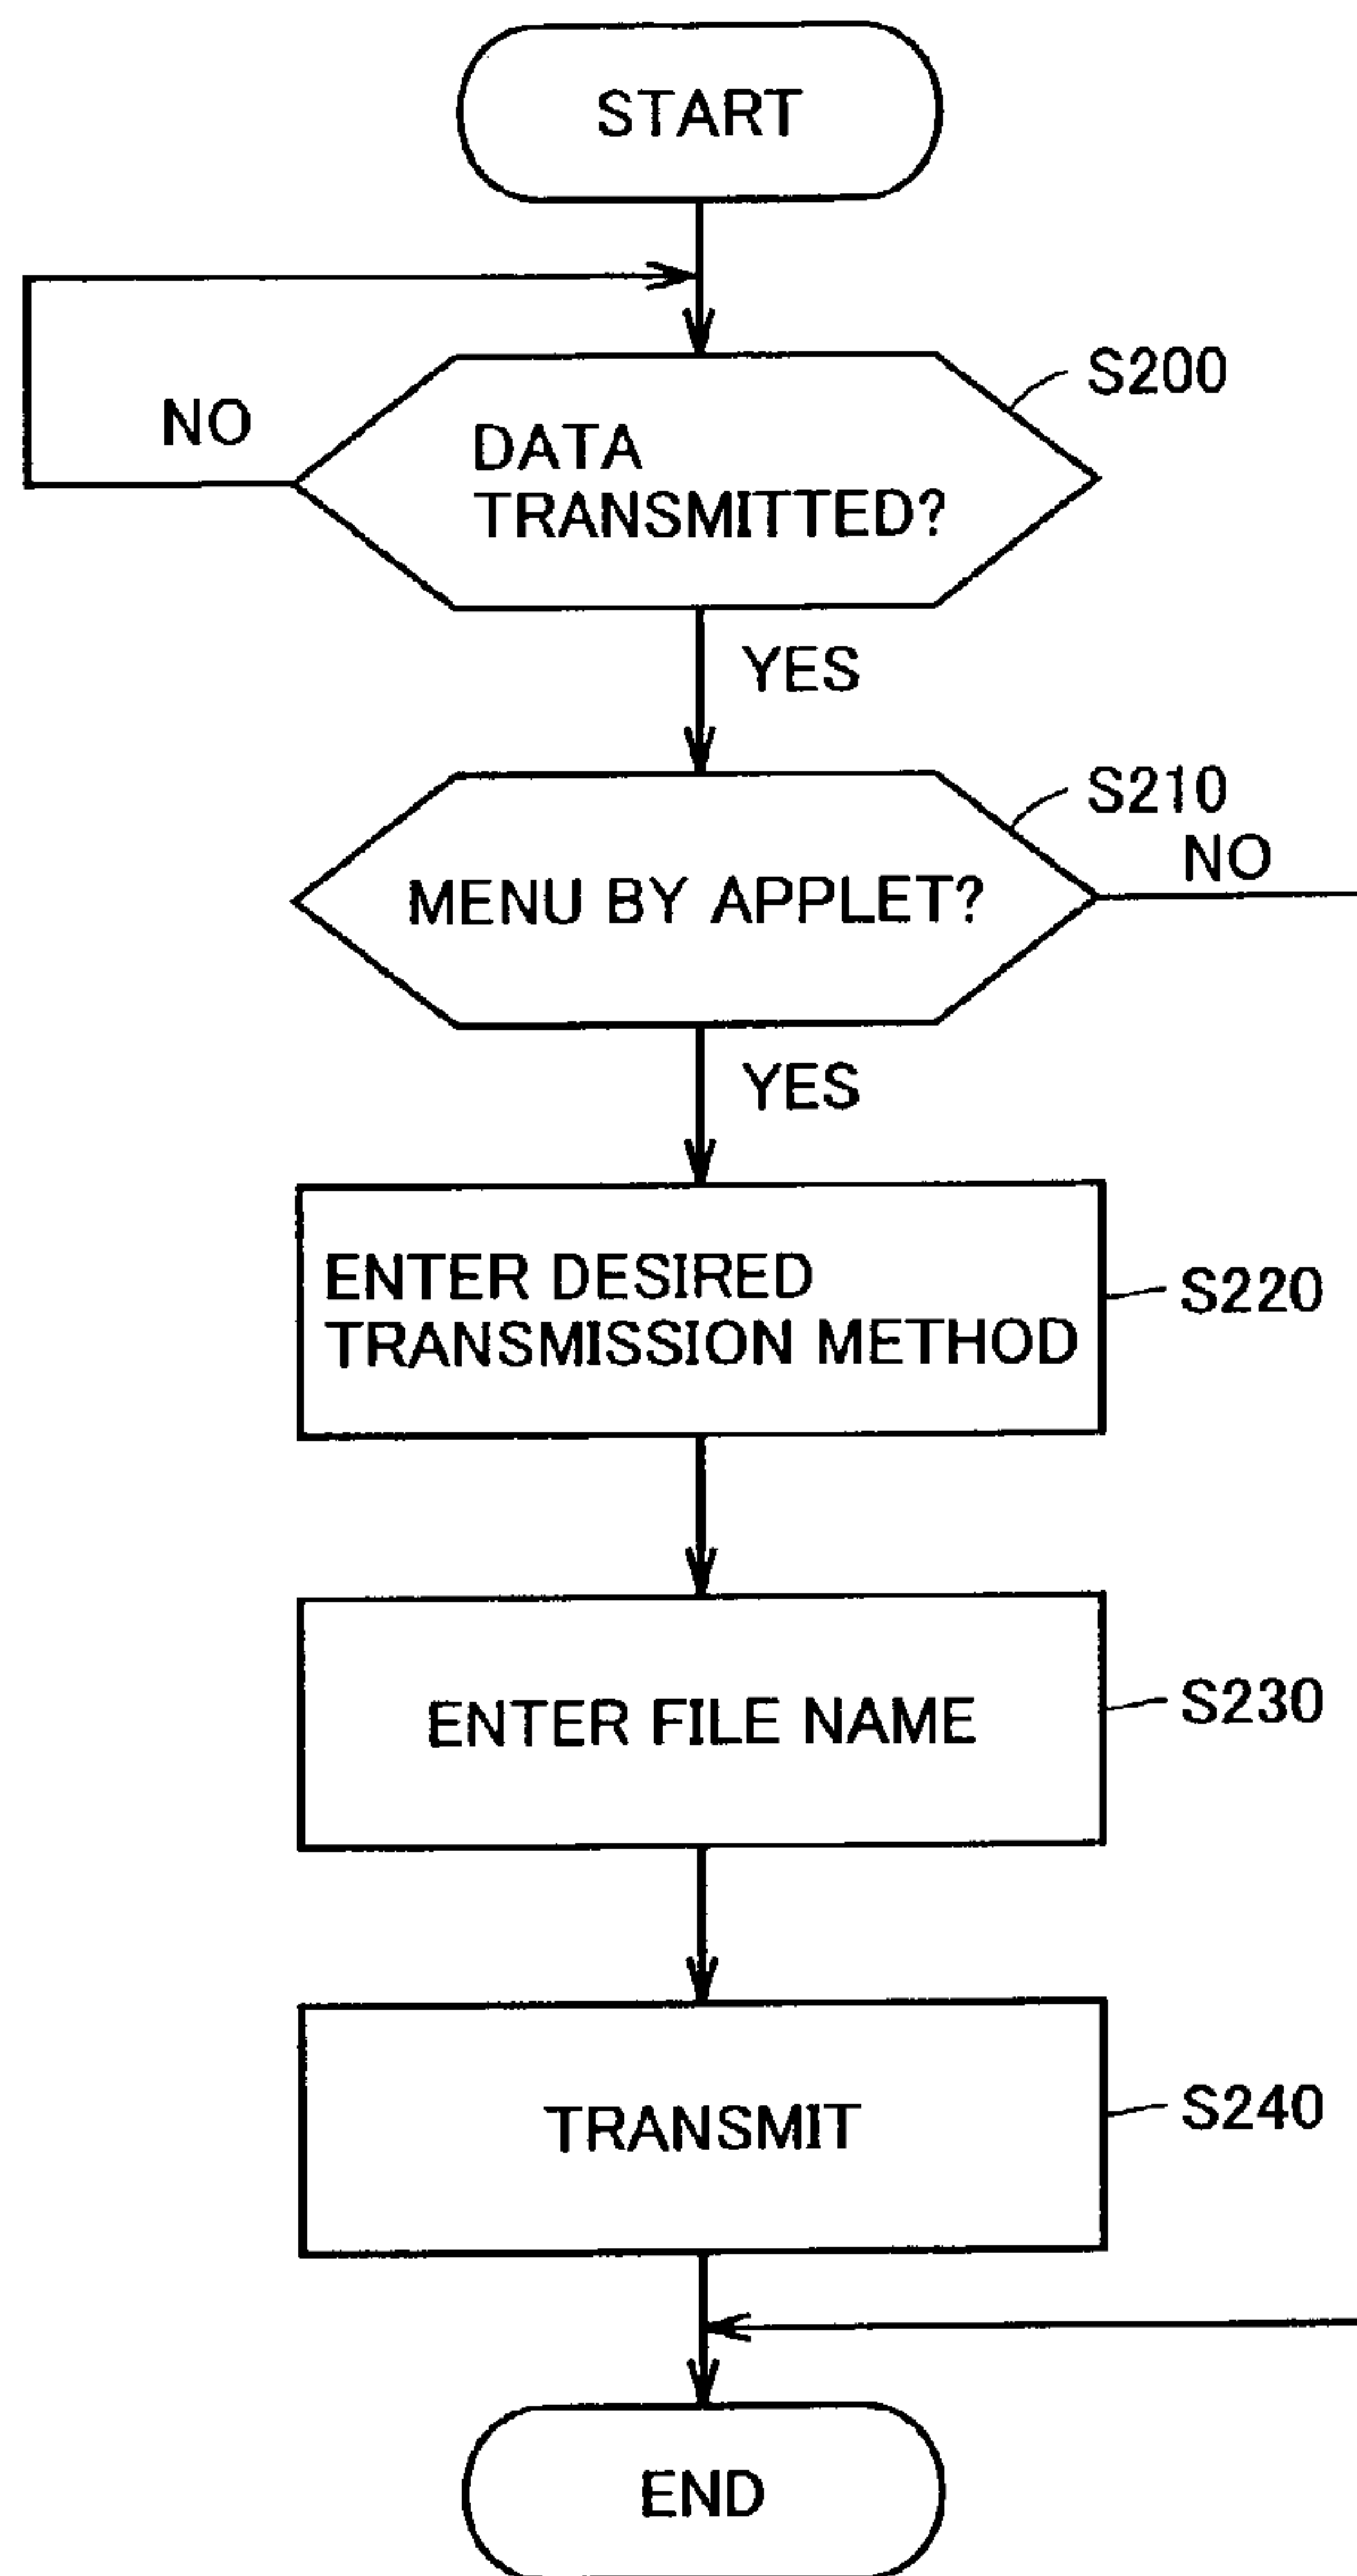 START
S200
NO
DATA
TRANSMITTED?
YES
S210
NO
MENU BY APPLET?
YES
ENTER DESIRED
TRANSMISSION METHOD
S220
ENTER FILE NAME
S230
TRANSMIT
S240
END